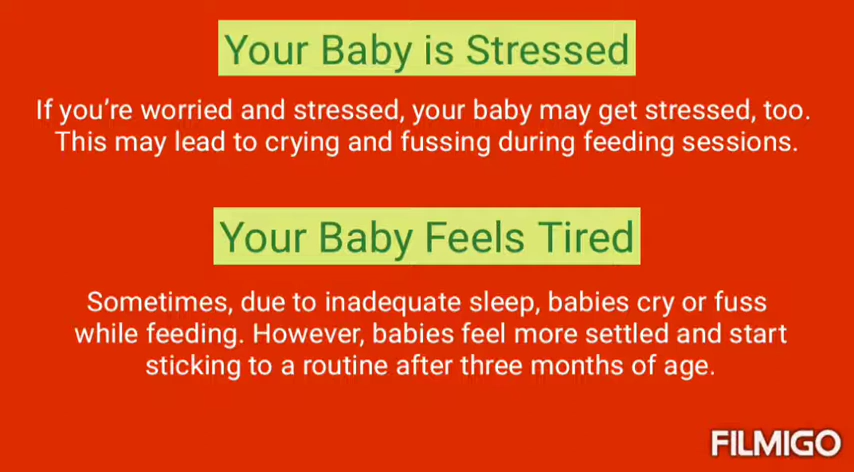 Your Baby is Stressed
If you’re worried and stressed, your baby may get stressed, too.
This may lead to crying and fussing during feeding sessions.
Your Baby Feels Tired
Sometimes, due to inadequate sleep, babies cry or fuss
while feeding. However, babies feel more settled and start
sticking to a routine after three months of age.
FILMIGO